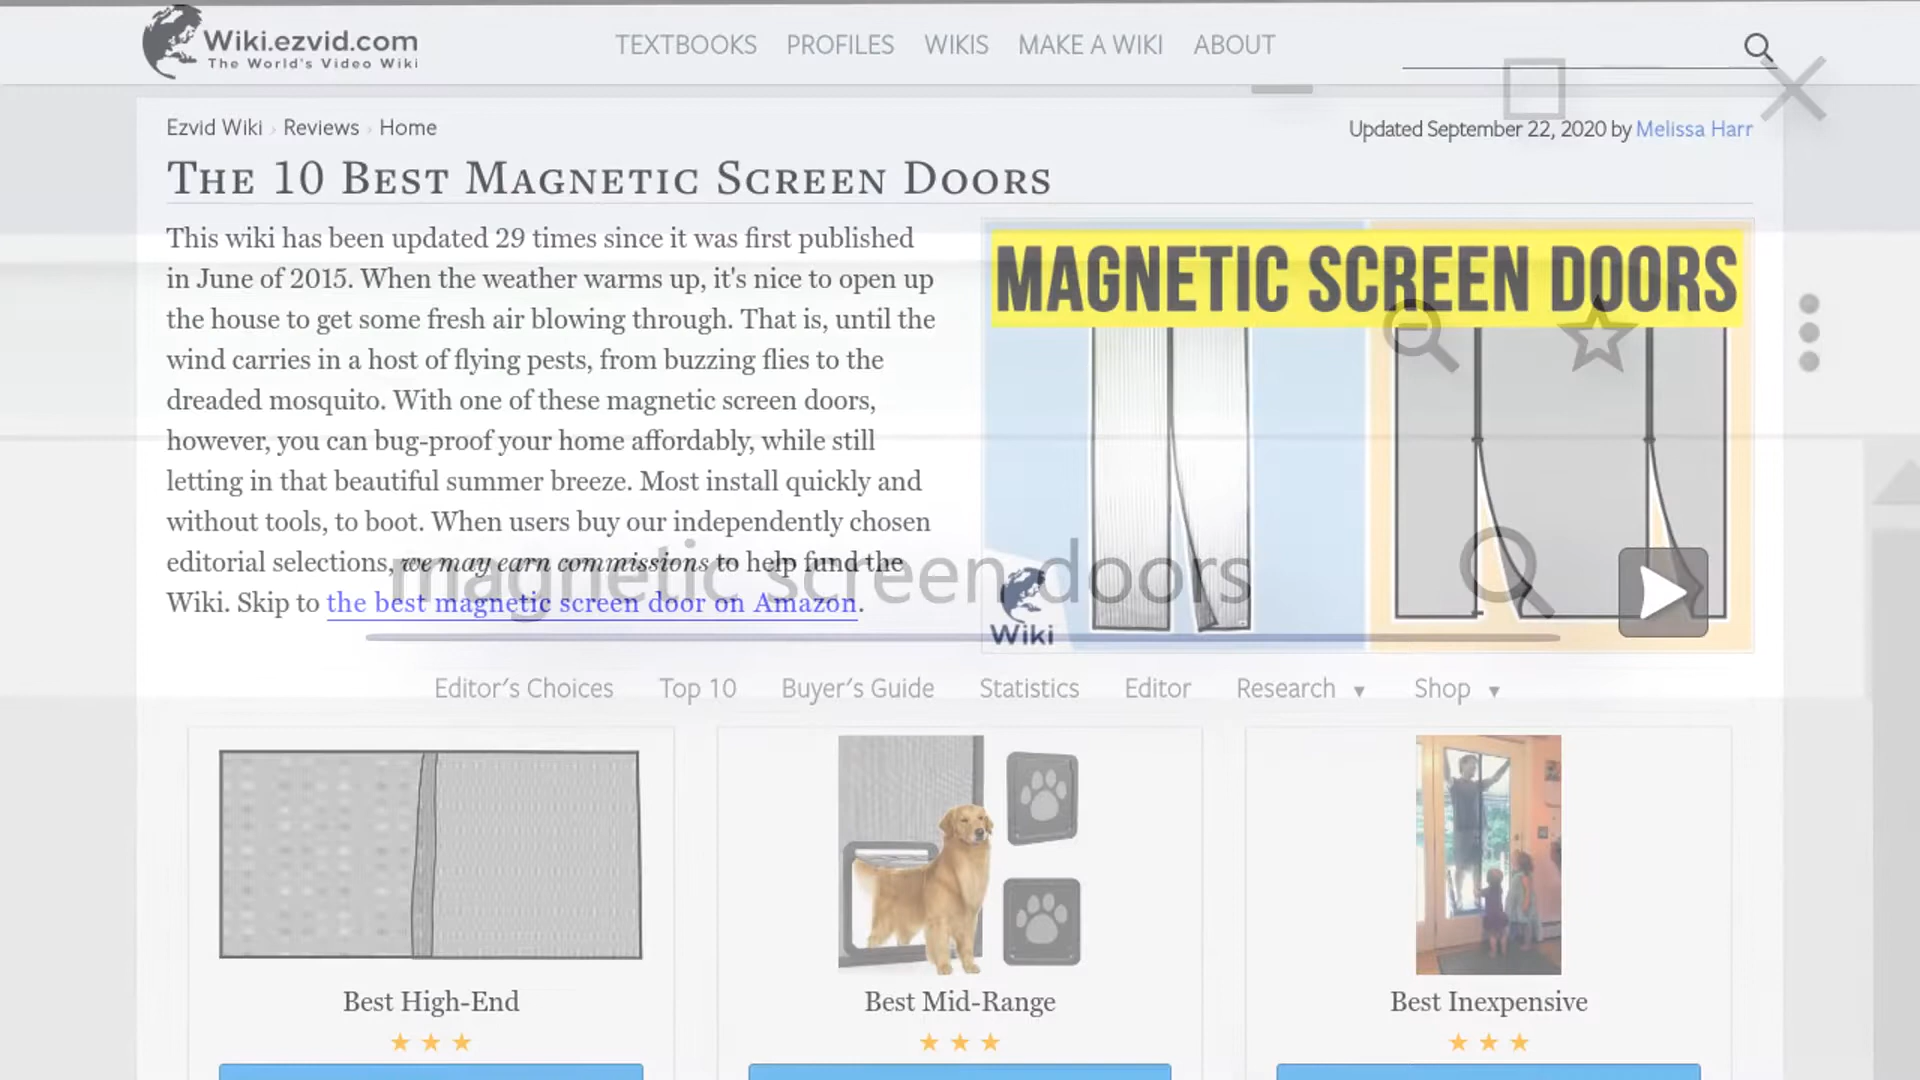 Wiki.ezvid.com
The World's Video Wiki
TEXTBOOKS PROFILES WIKIS MAKE A WIKI ABOUT
Ezvid Wiki › Reviews › Home
Updated September 22, 2020 by Melissa Harr
The 10 Best Magnetic Screen Doors
This wiki has been updated 29 times since it was first published
in June of 2015. When the weather warms up, it's nice to open up
the house to get some fresh air blowing through. That is, until the
wind carries in a host of flying pests, from buzzing flies to the
dreaded mosquito. With one of these magnetic screen doors,
however, you can bug-proof your home affordably, while still
letting in that beautiful summer breeze. Most install quickly and
without tools, to boot. When users buy our independently chosen
editorial selections, we may earn commissions to help fund the
Wiki. Skip to the best magnetic screen door on Amazon.
MAGNETIC SCREEN DOORS
Wiki
magnetic screen doors
Editor's Choices Top 10 Buyer's Guide Statistics Editor Research ▼ Shop ▼
Best High-End
Best Mid-Range
Best Inexpensive